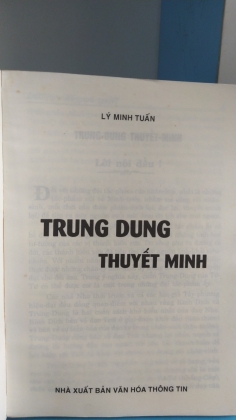 LÝ MINH TUẤN
TRUNG DUNG
THUYẾT MINH
NHÀ XUẤT BẢN VĂN HÓA THÔNG TIN